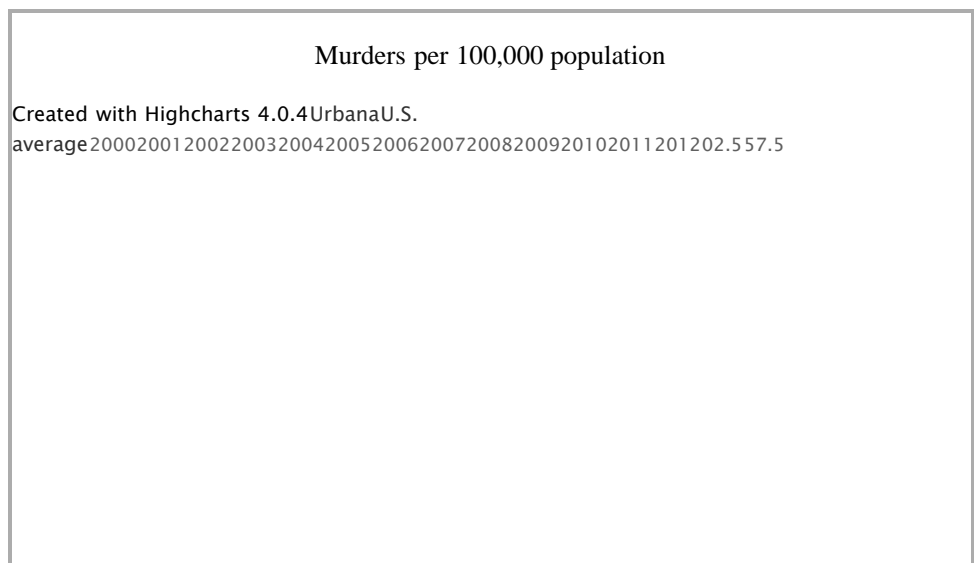 Murders per 100,000 population
Created with Highcharts 4.0.4UrbanaU.S.
average200020012002200320042005200620072008200920102011201202.557.5